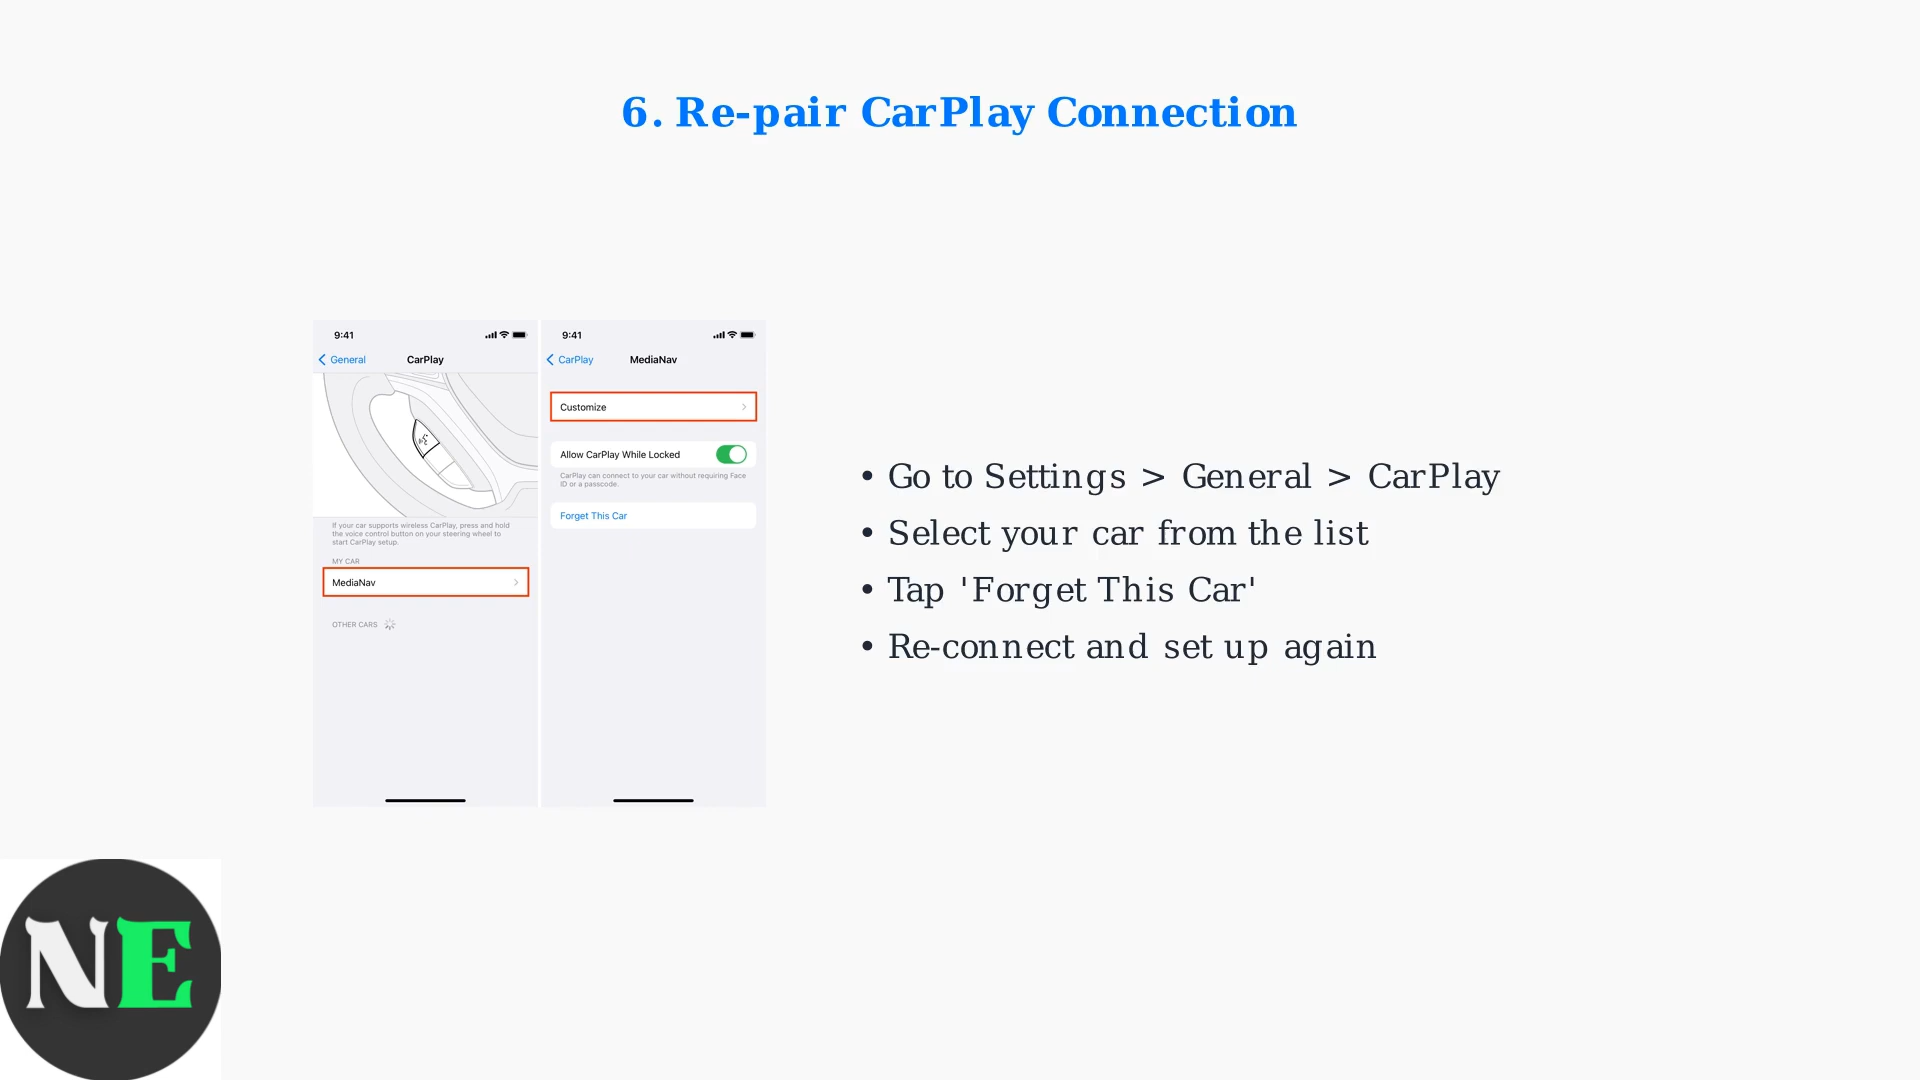 6. Re-pair CarPlay Connection
9:41
General
CarPlay
If your car supports wireless CarPlay, press and hold
the voice control button on your steering wheel to
start CarPlay setup.
MY CAR
MediaNav
OTHER CARS
9:41
CarPlay
MediaNav
Customize
Allow CarPlay While Locked
CarPlay can connect to your car without requiring Face
ID or a passcode.
Forget This Car
• Go to Settings > General > CarPlay
• Select your car from the list
• Tap 'Forget This Car'
• Re-connect and set up again
NE